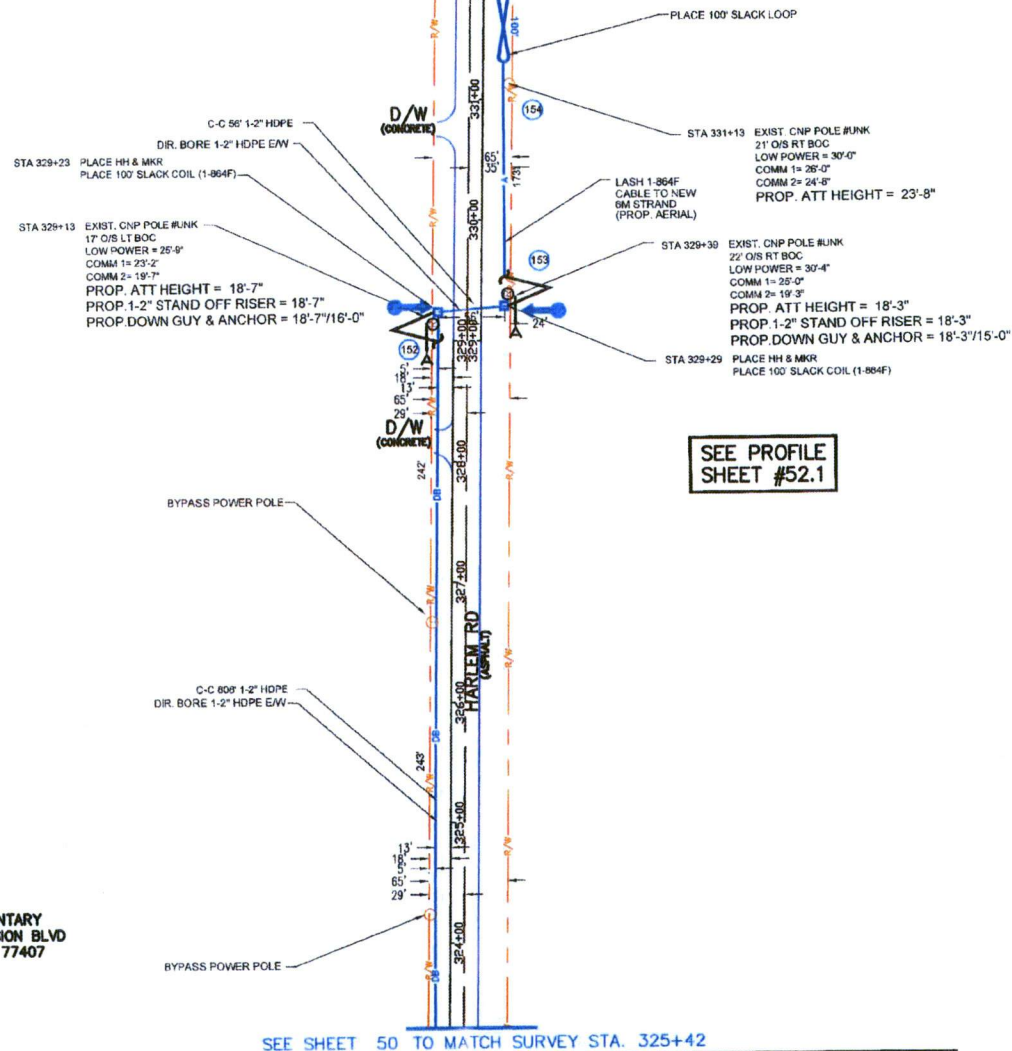 PLACE 100' SLACK LOOP
R/W
100'
R/W
331+00
154
D/W
(CONCRETE)
C-C 56' 1-2" HDPE
DIR. BORE 1-2" HDPE E/W
STA 329+23 PLACE HH & MKR
PLACE 100' SLACK COIL (1-864F)
STA 331+13 EXIST. CNP POLE #UNK
21' O/S RT BOC
LOW POWER = 30'-0"
COMM 1= 26'-0"
COMM 2= 24'-8"
PROP. ATT HEIGHT = 23'-8"
65'
173'
A
R/W
330+00
LASH 1-864F
CABLE TO NEW
6M STRAND
(PROP. AERIAL)
STA 329+13 EXIST. CNP POLE #UNK
17' O/S LT BOC
LOW POWER = 25'-9"
COMM 1= 23'-2"
COMM 2= 19'-7"
PROP. ATT HEIGHT = 18'-7"
PROP.1-2" STAND OFF RISER = 18'-7"
PROP.DOWN GUY & ANCHOR = 18'-7"/16'-0"
153
STA 329+39 EXIST. CNP POLE #UNK
22' O/S RT BOC
LOW POWER = 30'-4"
COMM 1= 25'-0"
COMM 2= 19'-3"
PROP. ATT HEIGHT = 18'-3"
PROP.1-2" STAND OFF RISER = 18'-3"
PROP.DOWN GUY & ANCHOR = 18'-3"/15'-0"
56'
24'
A
329+00
152
A
STA 329+29 PLACE HH & MKR
PLACE 100' SLACK COIL (1-864F)
5'
18'
13'
65'
29'
R/W
D/W
(CONCRETE)
328+00
242'
SEE PROFILE
SHEET #52.1
R/W
DB
BYPASS POWER POLE
327+00
R/W
HARLEM RD
(ASPHALT)
R/W
C-C 606' 1-2" HDPE
DIR. BORE 1-2" HDPE E/W
326+00
DB
243'
R/W
325+00
13'
18'
5'
65'
29'
R/W
NTARY
ION BLVD
77407
324+00
BYPASS POWER POLE
R/W
DB
SEE SHEET 50 TO MATCH SURVEY STA. 325+42